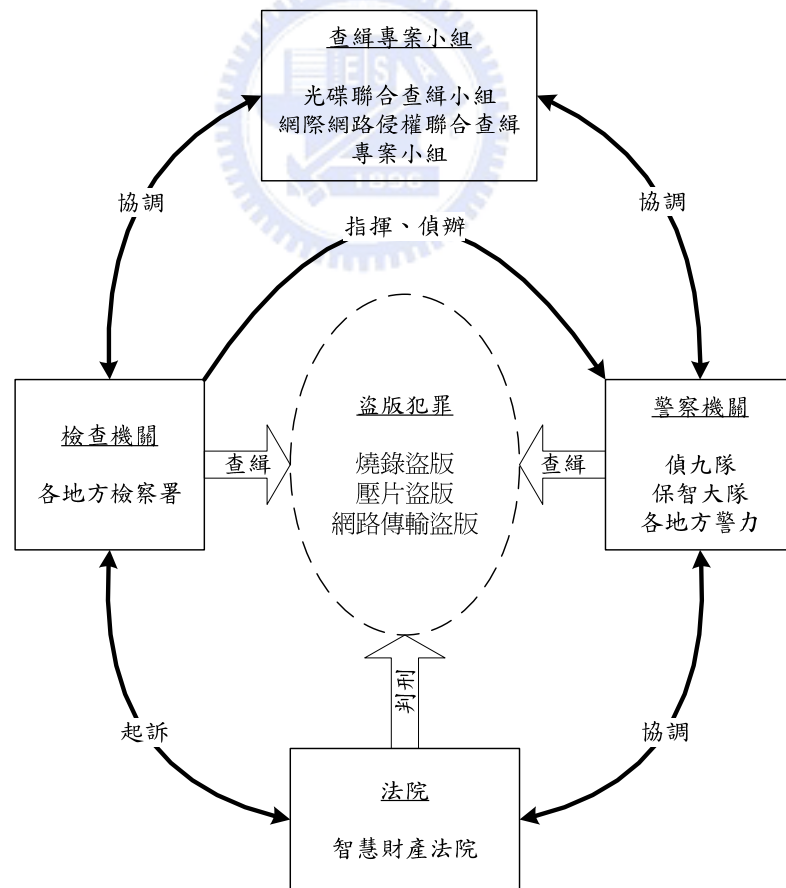 查緝專案小組
光碟聯合查緝小組
網際網路侵權聯合查緝
專案小組
協調
協調
指揮、偵辦
檢查機關
各地方檢察署
查緝
盜版犯罪
燒錄盜版
壓片盜版
網路傳輸盜版
查緝
警察機關
偵九隊
保智大隊
各地方警力
判刑
起訴
協調
法院
智慧財產法院
ES
1896